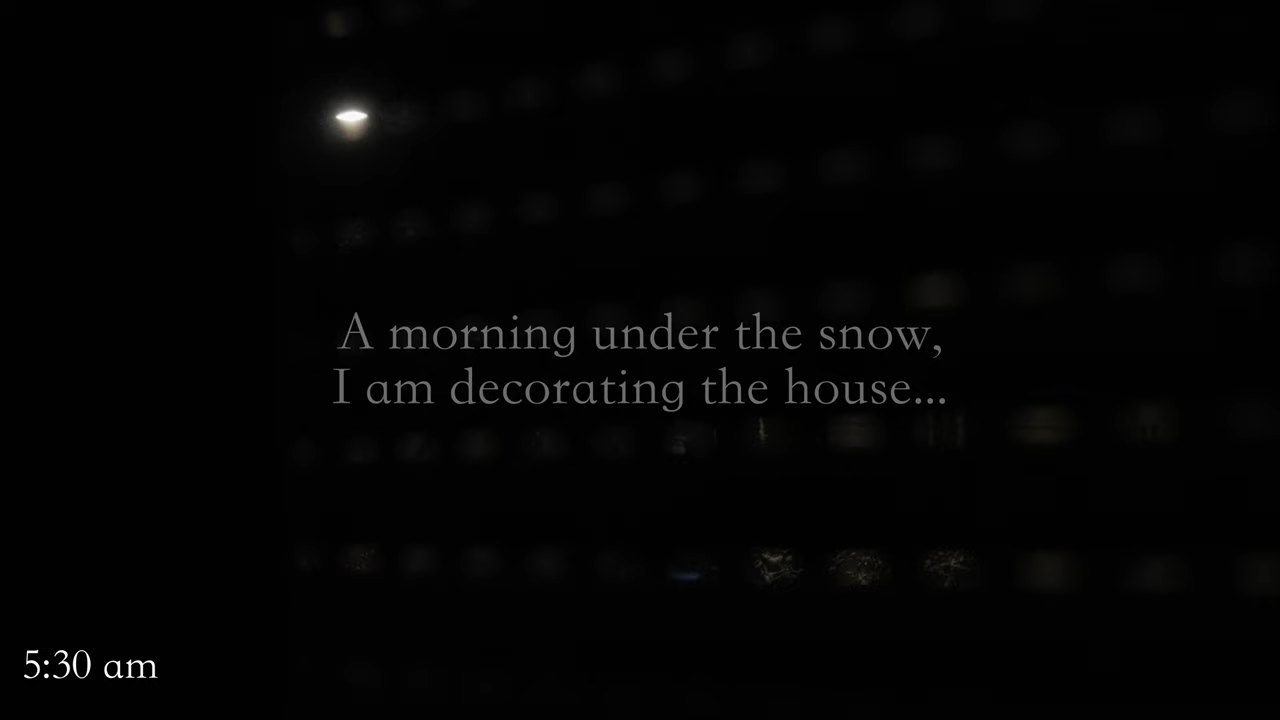 A morning under the snow,
I am decorating the house...
5:30 am